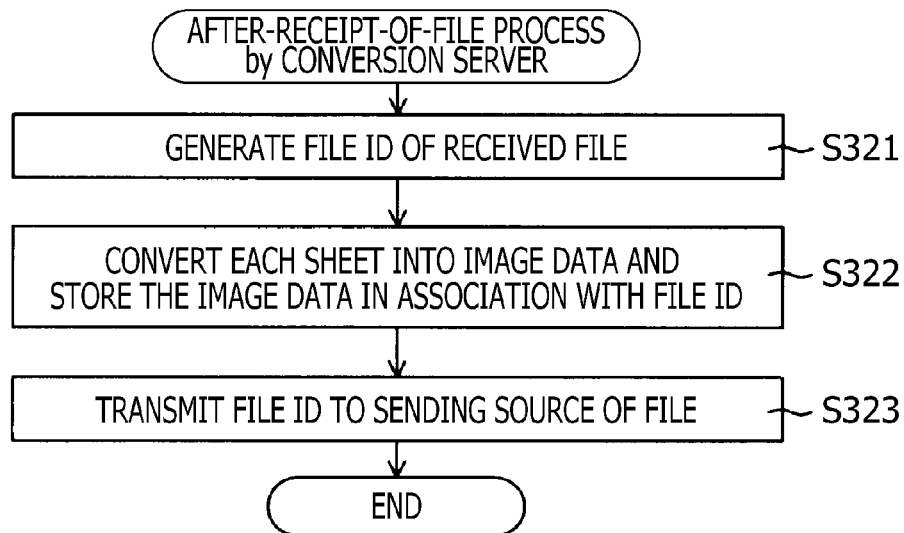 AFTER-RECEIPT-OF-FILE PROCESS
by CONVERSION SERVER
GENERATE FILE ID OF RECEIVED FILE
S321
CONVERT EACH SHEET INTO IMAGE DATA AND
STORE THE IMAGE DATA IN ASSOCIATION WITH FILE ID
S322
TRANSMIT FILE ID TO SENDING SOURCE OF FILE
S323
END